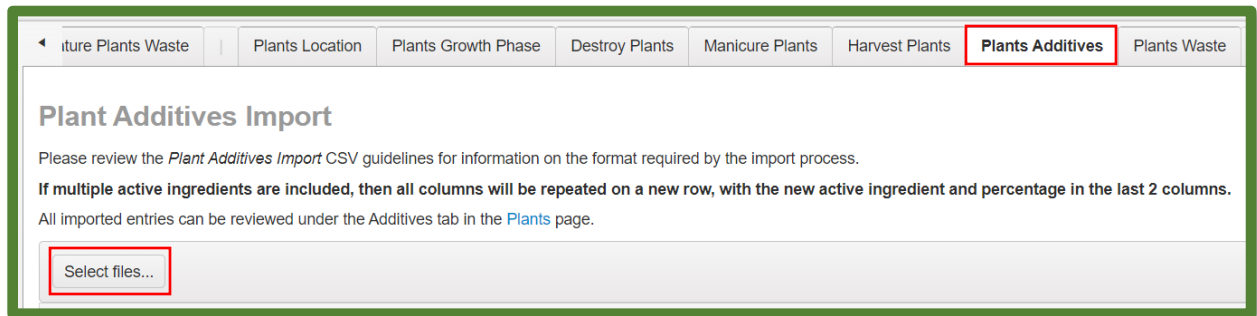 ature Plants Waste | Plants Location Plants Growth Phase Destroy Plants Manicure Plants Harvest Plants Plants Additives Plants Waste
Plant Additives Import
Please review the Plant Additives Import CSV guidelines for information on the format required by the import process.
If multiple active ingredients are included, then all columns will be repeated on a new row, with the new active ingredient and percentage in the last 2 columns.
All imported entries can be reviewed under the Additives tab in the Plants page.
Select files...